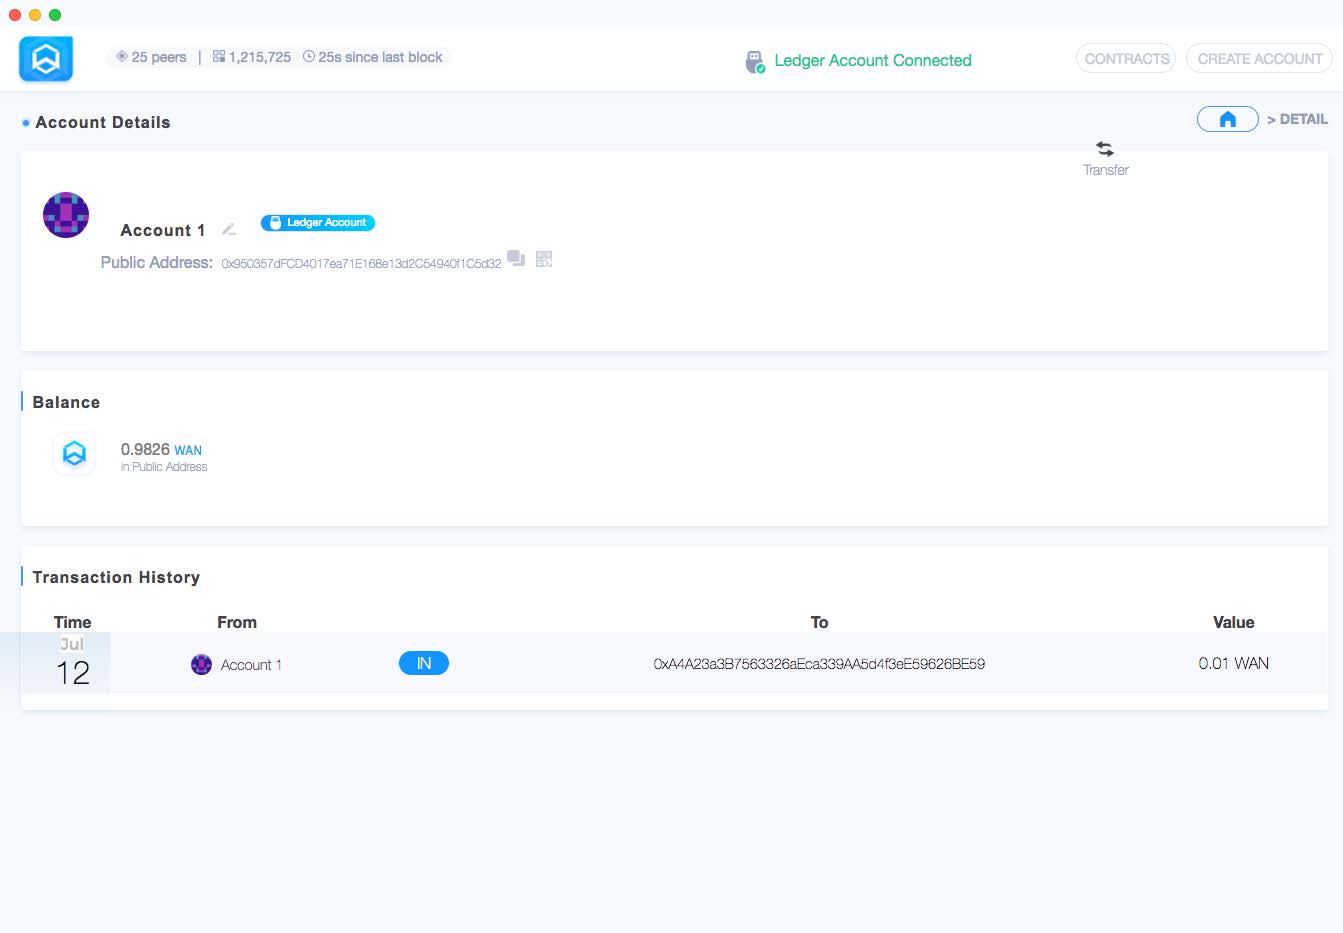 25 peers | 1,215,725 25s since last block
Ledger Account Connected
CONTRACTS
CREATE ACCOUNT
Account Details
> DETAIL
Transfer
Account 1
Ledger Account
Public Address: 0x950357dFCD4017ea71E168e13d2C54940f1C5d32
Balance
0.9826 WAN
in Public Address
Transaction History
Time From To Value
Jul
12
Account 1 IN 0xA4A23a3B7563326aEca339AA5d4f3eE59626BE59 0.01 WAN